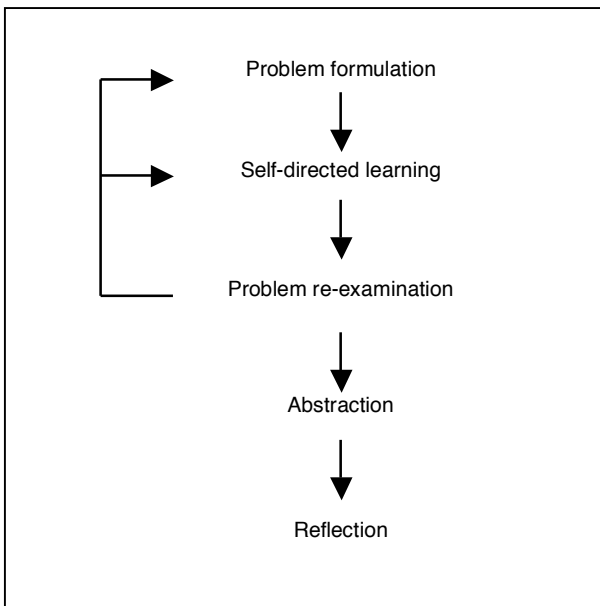 Problem formulation
Self-directed learning
Problem re-examination
Abstraction
Reflection